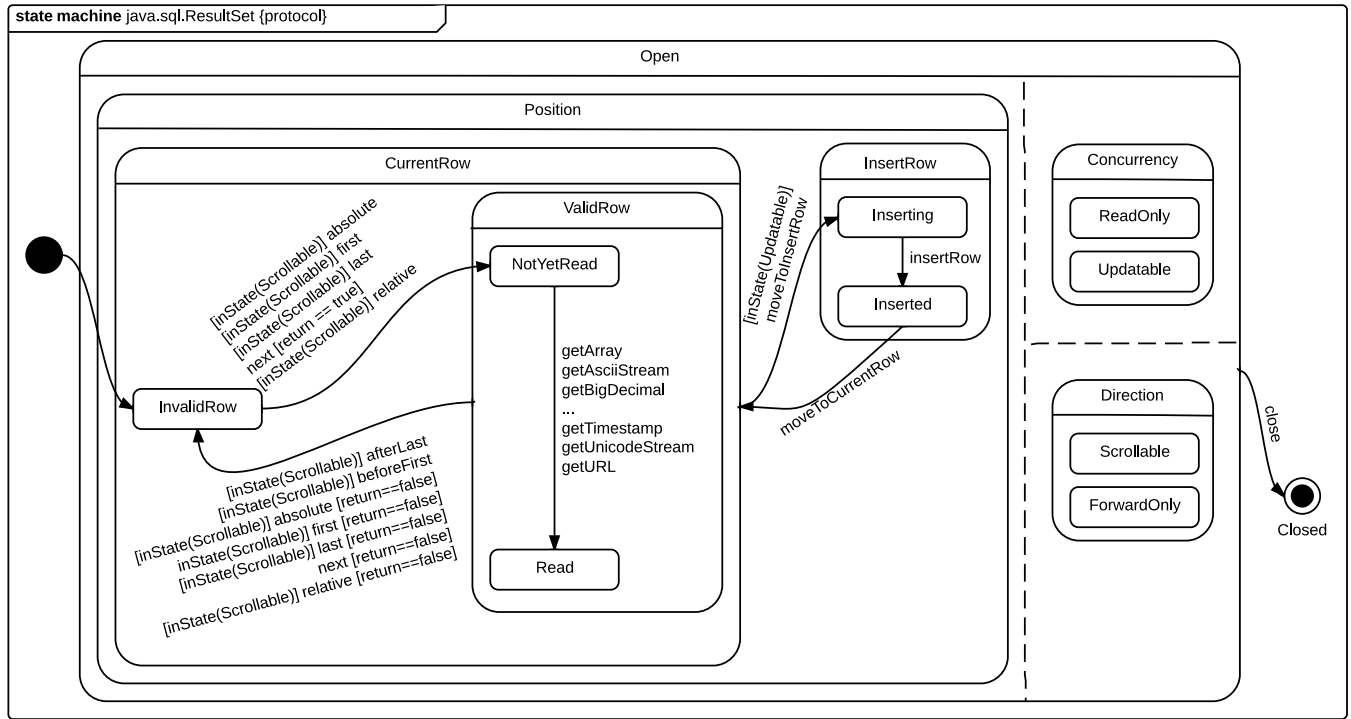 state machine java.sql.ResultSet {protocol}
Open
Position
CurrentRow
InsertRow
Concurrency
ValidRow
Inserting
ReadOnly
NotYetRead
insertRow
Updatable
Inserted
[inState(Scrollable)] absolute
[inState(Scrollable)] first
[inState(Scrollable)] last
next [return == true]
[inState(Scrollable)] relative
[inState(Updatable)]
moveToInsertRow
getArray
getAsciiStream
getBigDecimal
...
getTimestamp
getUnicodeStream
getURL
moveToCurrentRow
InvalidRow
Direction
Scrollable
ForwardOnly
close
Closed
[inState(Scrollable)] afterLast
[inState(Scrollable)] beforeFirst
[inState(Scrollable)] absolute [return==false]
inState(Scrollable)] first [return==false]
[inState(Scrollable)] last [return==false]
next [return==false]
[inState(Scrollable)] relative [return==false]
Read